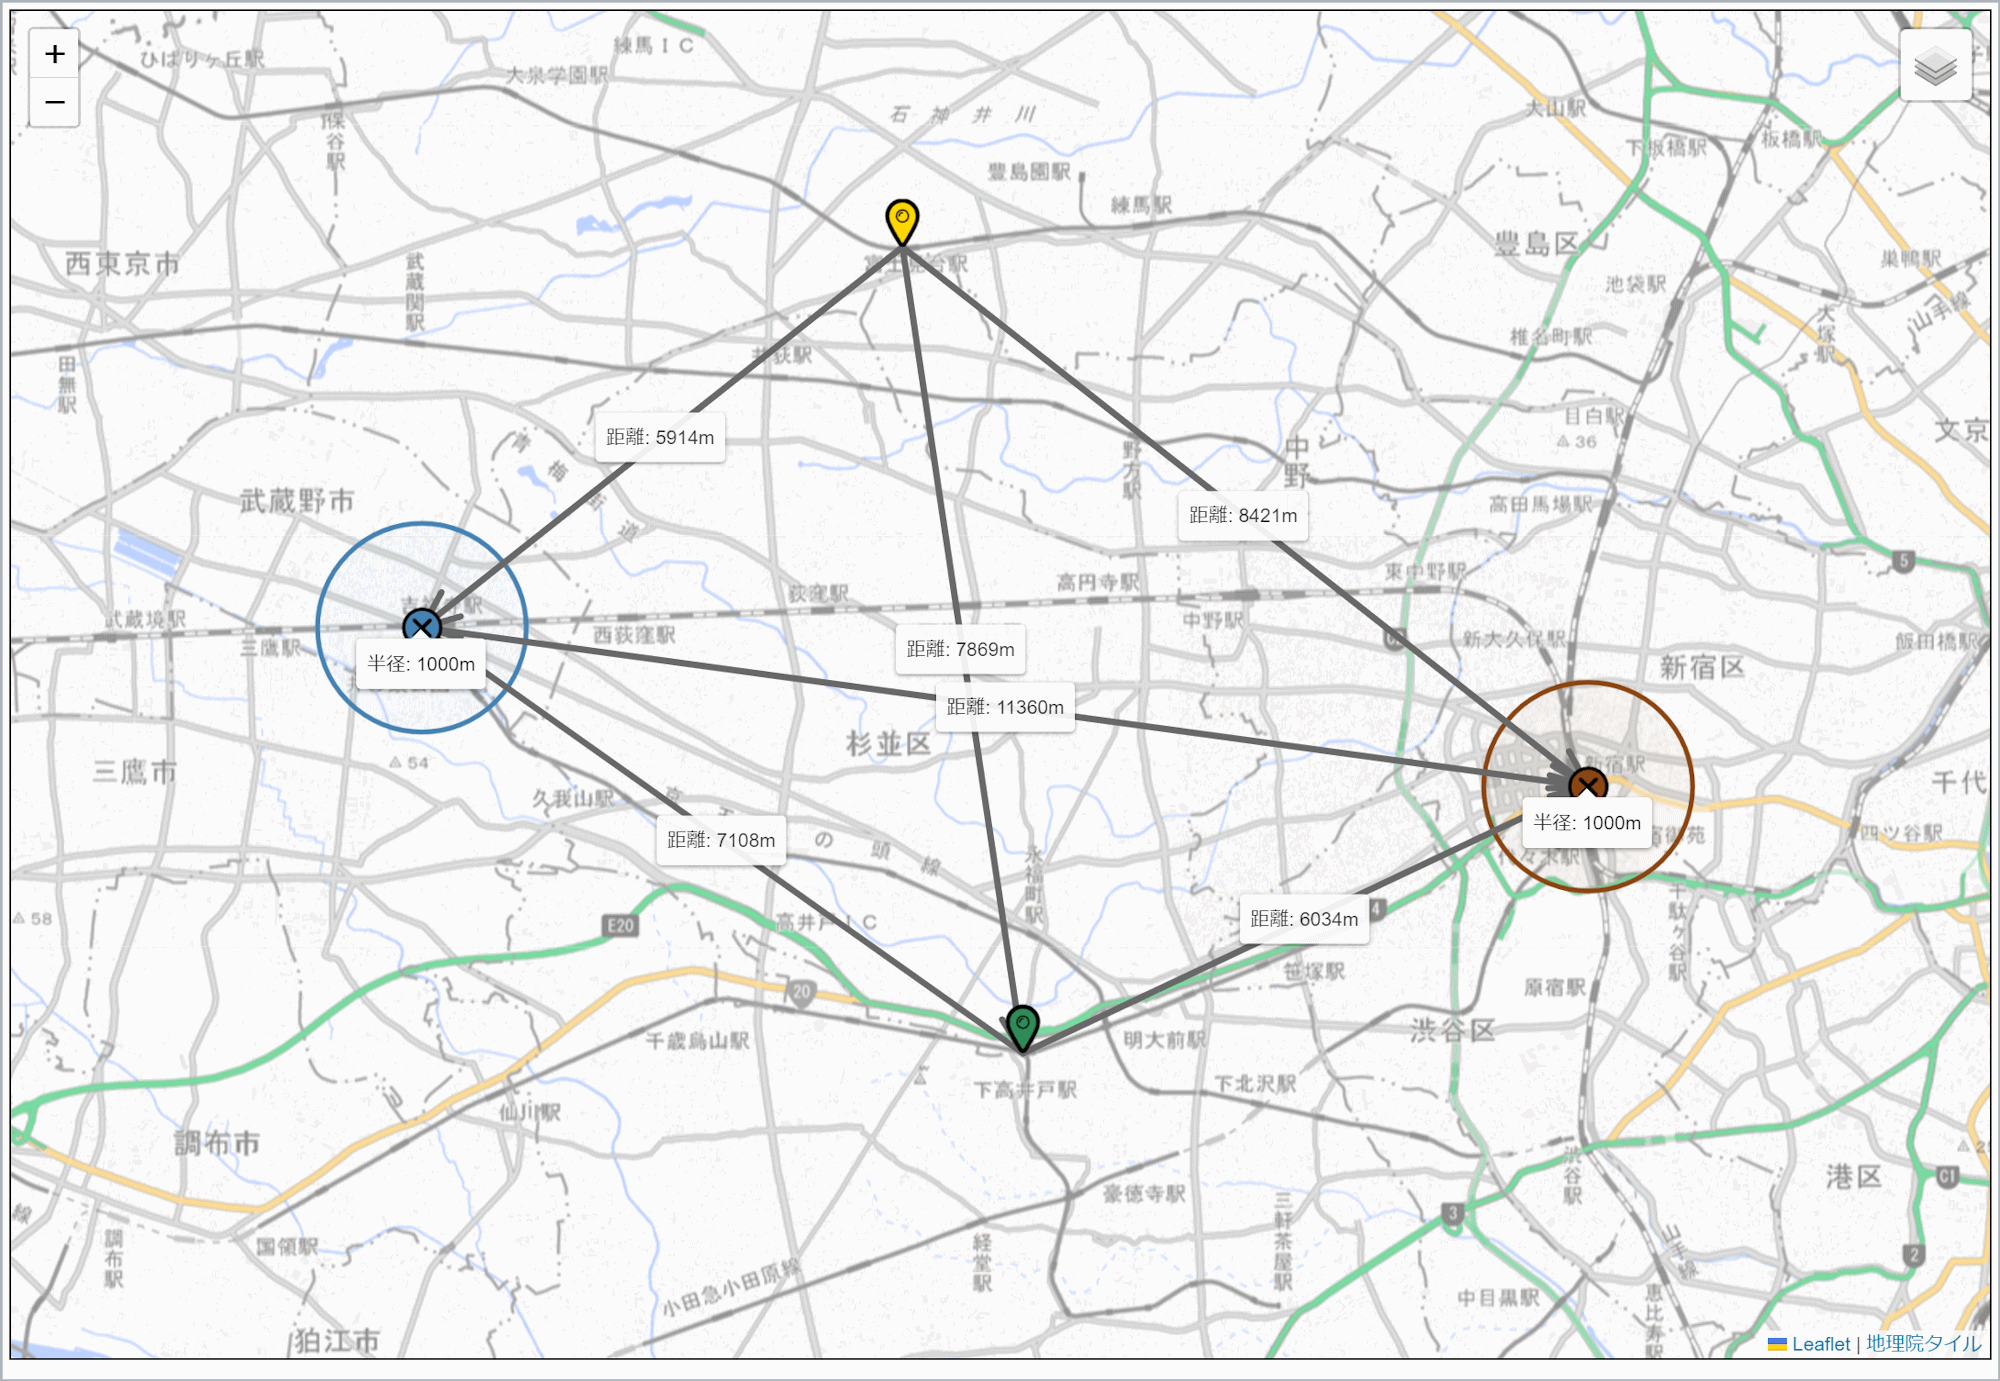 +
−
ひばりヶ丘駅
練馬ＩＣ
大泉学園駅
保谷駅
石神井川
大山駅
下板橋駅
板橋駅
豊島園駅
練馬駅
西東京市
武蔵関駅
富士見台駅
豊島区
巣鴨駅
池袋駅
山手線
大塚駅
椎名町駅
井荻駅
田無駅
目白駅
36
文京
距離: 5914m
青梅街道
野方駅
中野
武蔵野市
高田馬場駅
距離: 8421m
5
東中野駅
高円寺駅
荻窪駅
武蔵境駅
中野駅
三鷹駅
西荻窪駅
新大久保駅
飯田橋駅
半径: 1000m
距離: 7869m
新宿区
距離: 11360m
杉並区
54
三鷹市
新宿駅
千代
久我山駅
半径: 1000m
四ツ谷駅
代々木駅
距離: 7108m
の頭線
永福町駅
58
E20
高井戸ＩＣ
4
距離: 6034m
千駄ヶ谷駅
笹塚駅
20
原宿駅
千歳烏山駅
明大前駅
渋谷区
下高井戸駅
下北沢駅
仙川駅
調布市
渋谷駅
港区
C1
豪徳寺駅
3
三軒茶屋駅
線
調布駅
国領駅
経堂駅
山手線
2
小田急小田原線
中目黒駅
恵比寿駅
狛江市
Leaflet | 地理院タイル